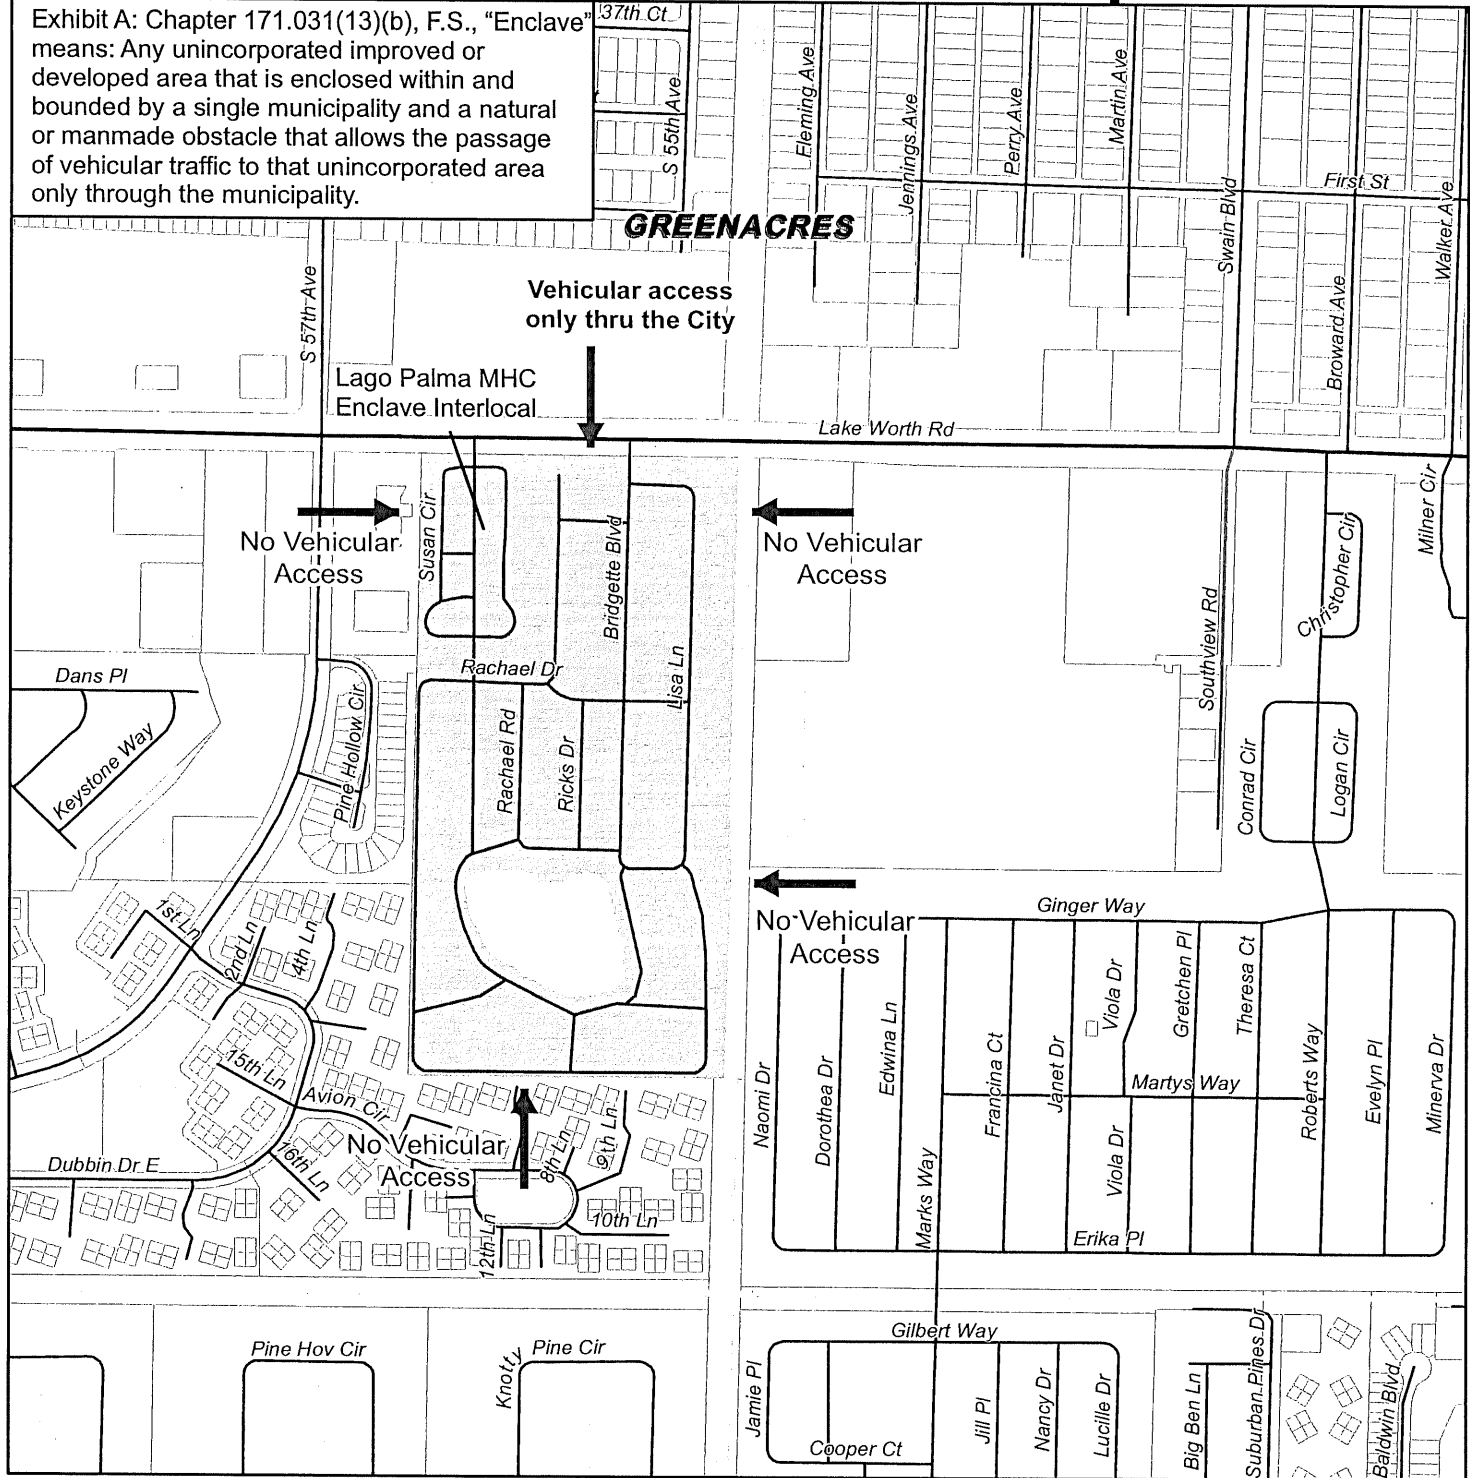 Exhibit A: Chapter 171.031(13)(b), F.S., “Enclave”
means: Any unincorporated improved or
developed area that is enclosed within and
bounded by a single municipality and a natural
or manmade obstacle that allows the passage
of vehicular traffic to that unincorporated area
only through the municipality.
37th Ct
S 55th Ave
Fleming Ave
Jennings Ave
Perry Ave
Martin Ave
First St
Swain Blvd
Broward Ave
Walker Ave
GREENACRES
S 57th Ave
Vehicular access
only thru the City
Lago Palma MHC
Enclave Interlocal
Lake Worth Rd
No Vehicular
Access
Susan Cir
Bridgette Blvd
No Vehicular
Access
Southview Rd
Christopher Cir
Milner Cir
Dans Pl
Keystone Way
Pine Hollow Cir
Rachael Dr
Rachael Rd
Ricks Dr
Lisa Ln
Conrad Cir
Logan Cir
No Vehicular
Access
Ginger Way
1st Ln
2nd Ln
4th Ln
15th Ln
Avion Cir
16th Ln
Dubbin Dr E
No Vehicular
Access
8th Ln
9th Ln
10th Ln
12th Ln
Naomi Dr
Dorothea Dr
Edwina Ln
Marks Way
Francina Ct
Janet Dr
Viola Dr
Gretchen Pl
Theresa Ct
Martys Way
Viola Dr
Roberts Way
Evelyn Pl
Minerva Dr
Erika Pl
Pine Hov Cir
Knotty Pine Cir
Gilbert Way
Jamie Pl
Cooper Ct
Jill Pl
Nancy Dr
Lucille Dr
Big Ben Ln
Suburban Pines Dr
Baldwin Blvd